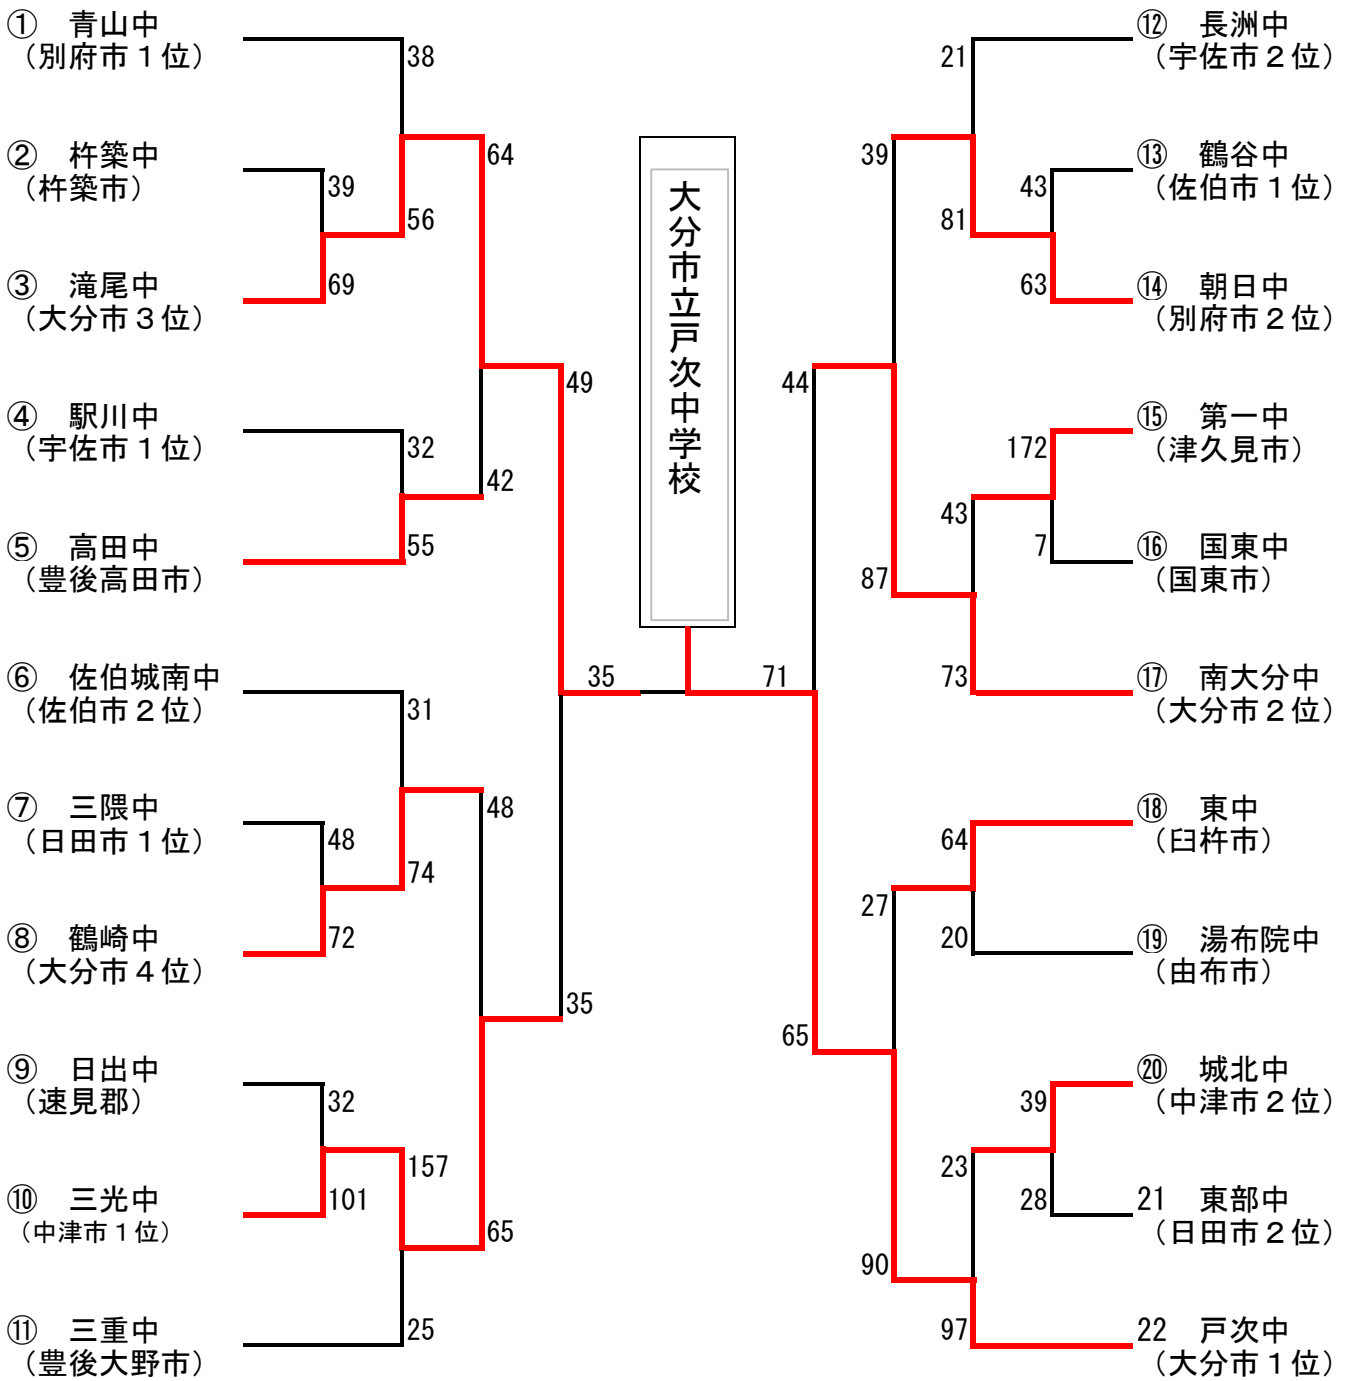 ① 青山中
（別府市１位）
② 杵築中
（杵築市）
③ 滝尾中
（大分市３位）
④ 駅川中
（宇佐市１位）
⑤ 高田中
（豊後高田市）
⑥ 佐伯城南中
（佐伯市２位）
⑦ 三隈中
（日田市１位）
⑧ 鶴崎中
（大分市４位）
⑨ 日出中
（速見郡）
⑩ 三光中
（中津市１位）
⑪ 三重中
（豊後大野市）
38
39
56
69
64
32
42
55
49
31
48
74
72
48
35
32
157
101
65
25
35
大分市立戸次中学校
71
21
39
43
81
63
44
172
43
7
87
73
64
27
20
65
39
23
28
90
97
⑫ 長洲中
（宇佐市２位）
⑬ 鶴谷中
（佐伯市１位）
⑭ 朝日中
（別府市２位）
⑮ 第一中
（津久見市）
⑯ 国東中
（国東市）
⑰ 南大分中
（大分市２位）
⑱ 東中
（臼杵市）
⑲ 湯布院中
（由布市）
⑳ 城北中
（中津市２位）
21 東部中
（日田市２位）
22 戸次中
（大分市１位）